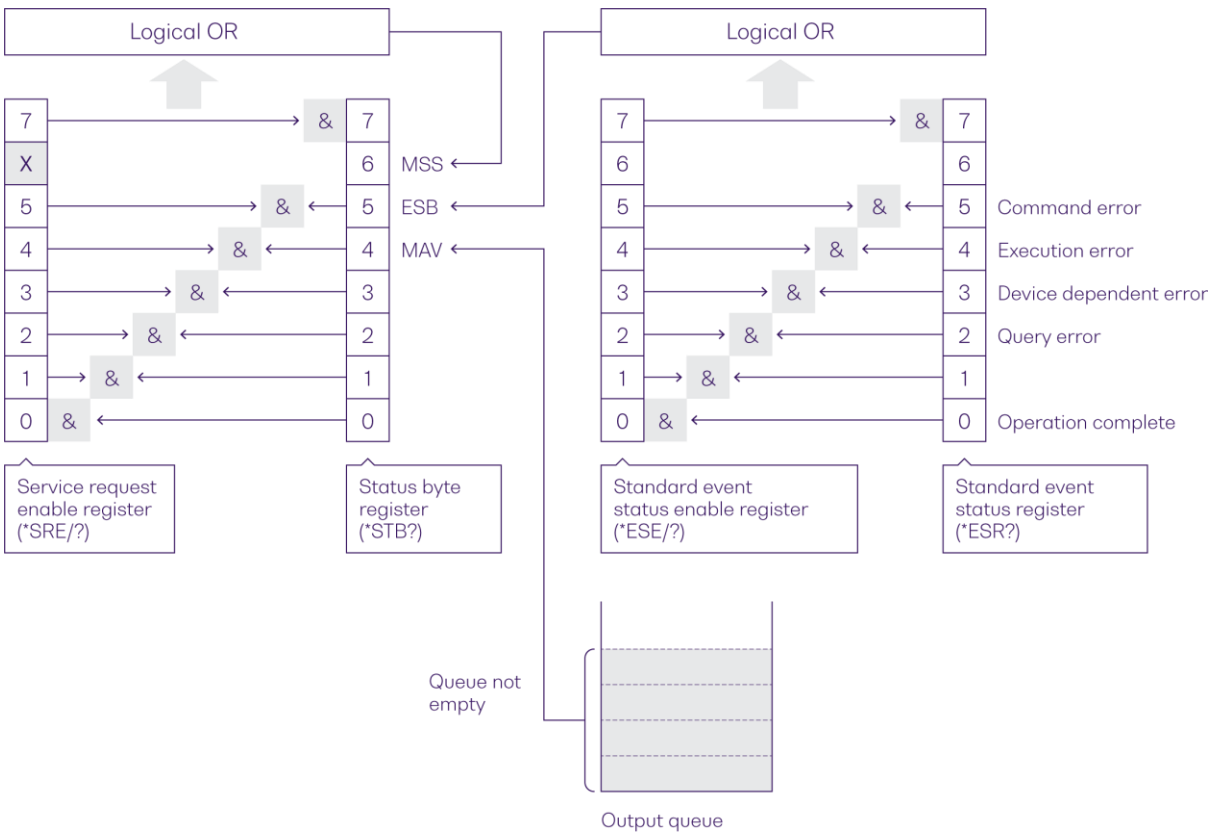 Logical OR
Logical OR
7 & 7
7 & 7
X 6 MSS
6 6
5 & 5 ESB
5 & 5 Command error
4 & 4 MAV
4 & 4 Execution error
3 & 3
3 & 3 Device dependent error
2 & 2
2 & 2 Query error
1 & 1
1 & 1
0 & 0
0 & 0 Operation complete
Service request
enable register
(*SRE/?)
Status byte
register
(*STB?)
Standard event
status enable register
(*ESE/?)
Standard event
status register
(*ESR?)
Queue not
empty
Output queue